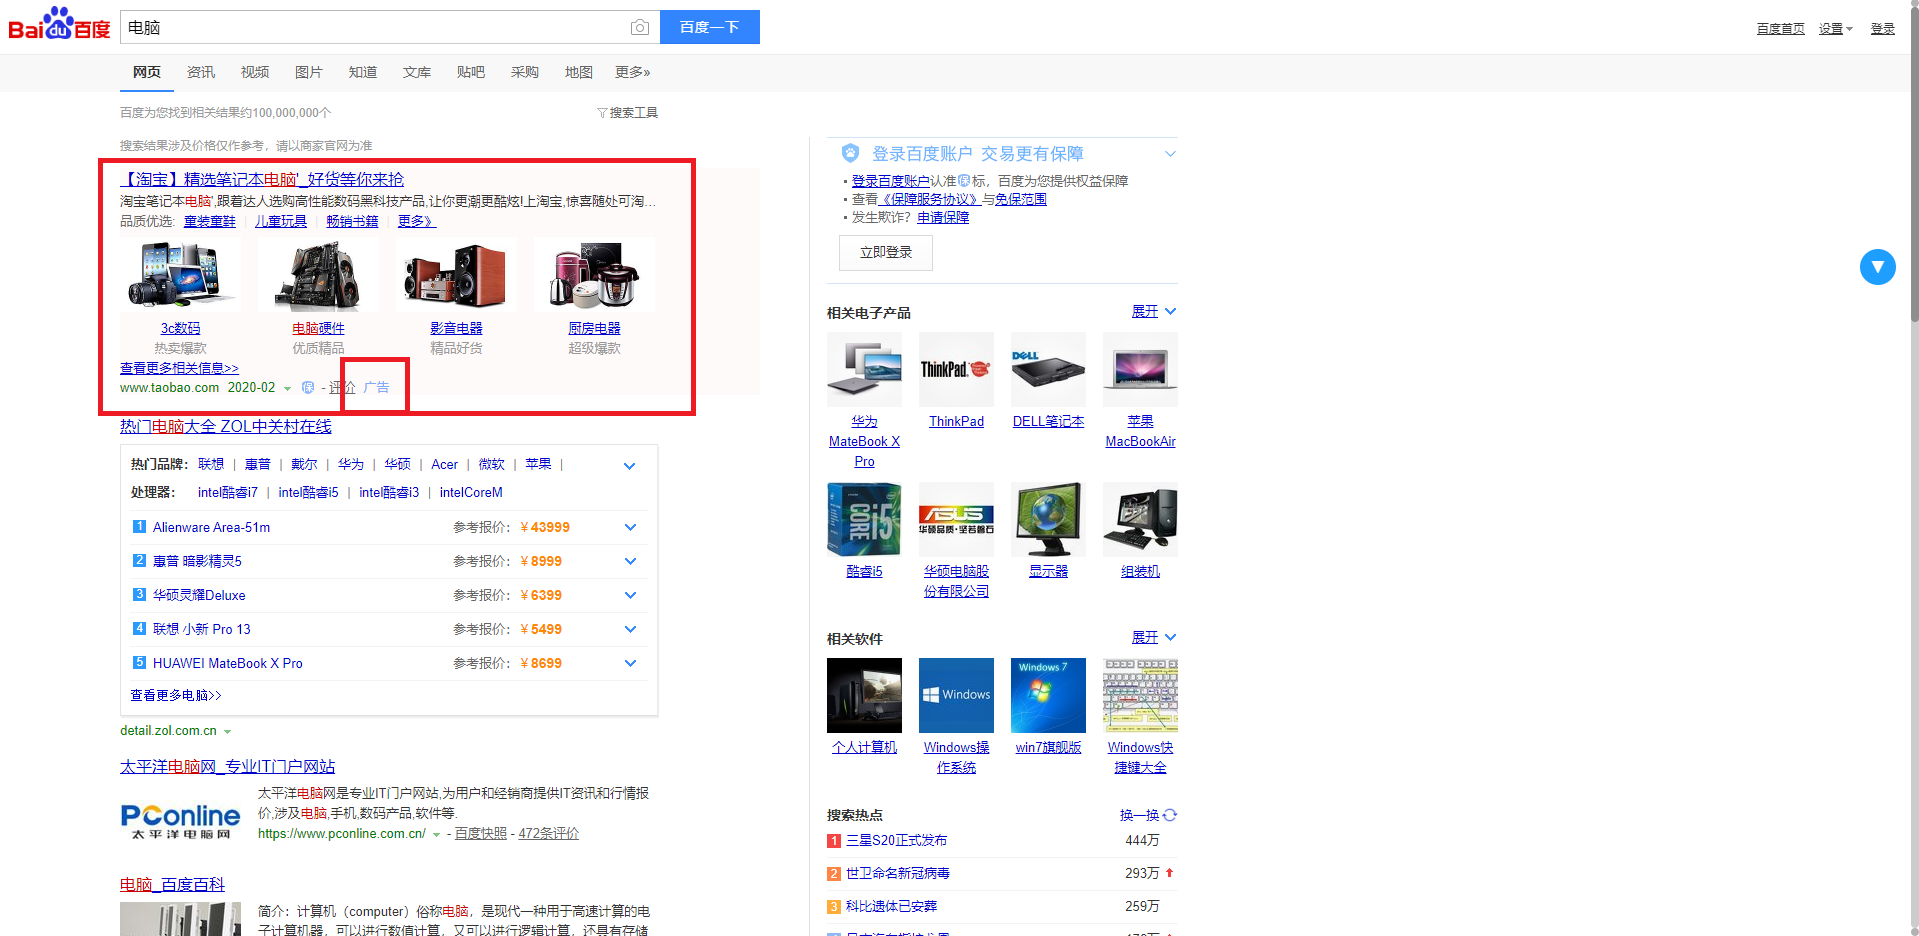 Bai du 百度
电脑
百度一下
百度首页 设置 登录
网页 资讯 视频 图片 知道 文库 贴吧 采购 地图 更多»
百度为您找到相关结果约100,000,000个
搜索工具
搜索结果涉及价格仅作参考，请以商家官网为准
【淘宝】精选笔记本电脑'_好货等你来抢
淘宝笔记本电脑',跟着达人选购高性能数码黑科技产品,让你更潮更酷炫!上淘宝,惊喜随处可淘...
品质优选: 童装童鞋 儿童玩具 畅销书籍 更多》
3c数码 电脑硬件 影音电器 厨房电器
热卖爆款 优质精品 精品好货 超级爆款
查看更多相关信息>>
www.taobao.com 2020-02 保 - 评价 广告
热门电脑大全 ZOL中关村在线
热门品牌: 联想 | 惠普 | 戴尔 | 华为 | 华硕 | Acer | 微软 | 苹果 |
处理器: intel酷睿i7 | intel酷睿i5 | intel酷睿i3 | intelCoreM
1 Alienware Area-51m 参考报价: ￥43999
2 惠普 暗影精灵5 参考报价: ￥8999
3 华硕灵耀Deluxe 参考报价: ￥6399
4 联想 小新 Pro 13 参考报价: ￥5499
5 HUAWEI MateBook X Pro 参考报价: ￥8699
查看更多电脑>>
detail.zol.com.cn
太平洋电脑网_专业IT门户网站
PConline
太平洋电脑网
太平洋电脑网是专业IT门户网站,为用户和经销商提供IT资讯和行情报
价,涉及电脑,手机,数码产品,软件等.
https://www.pconline.com.cn/ - 百度快照 - 472条评价
电脑_百度百科
简介：计算机（computer）俗称电脑，是现代一种用于高速计算的电
子计算机器，可以进行数值计算，又可以进行逻辑计算，还具有存储
登录百度账户 交易更有保障
· 登录百度账户认准保标，百度为您提供权益保障
· 查看《保障服务协议》与免保范围
· 发生欺诈？申请保障
立即登录
相关电子产品 展开
ThinkPad
DELL
华为 ThinkPad DELL笔记本 苹果
MateBook X MacBookAir
Pro
CORE i5
ASUS
华硕品质·坚若磐石
酷睿i5 华硕电脑股 显示器 组装机
份有限公司
相关软件 展开
Windows
Windows 7
个人计算机 Windows操 win7旗舰版 Windows快
作系统 捷键大全
搜索热点 换一换
1 三星S20正式发布 444万
2 世卫命名新冠病毒 293万
3 科比遗体已安葬 259万